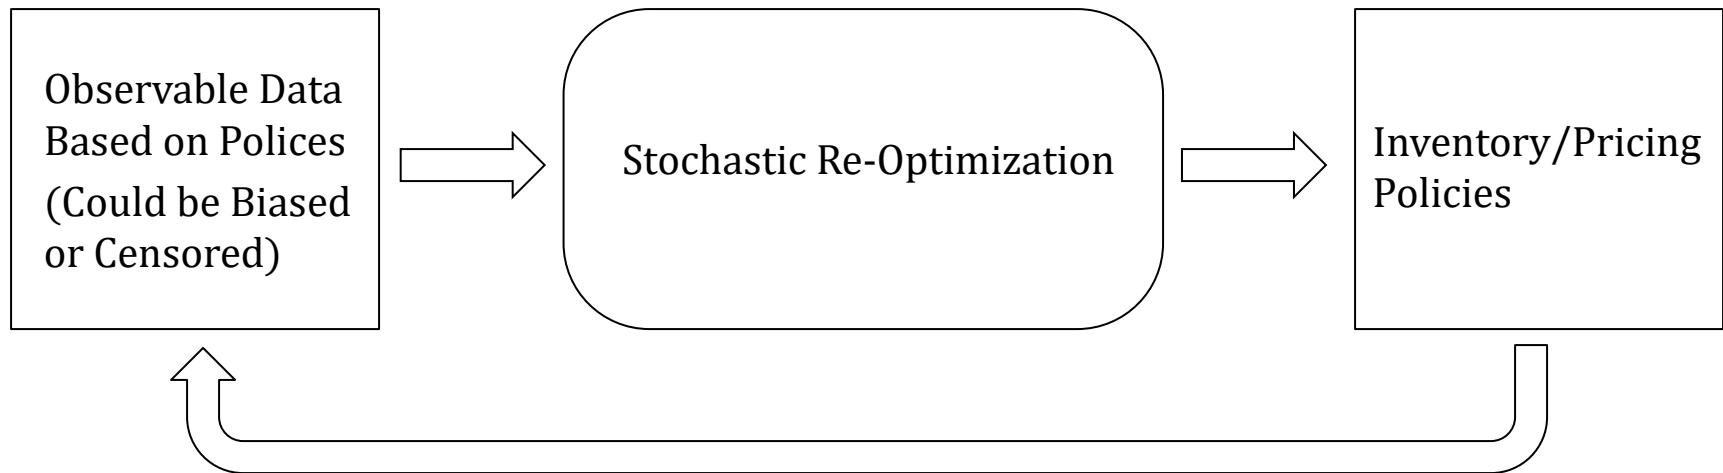 Observable Data
Based on Polices
(Could be Biased
or Censored)
Stochastic Re-Optimization
Inventory/Pricing
Policies